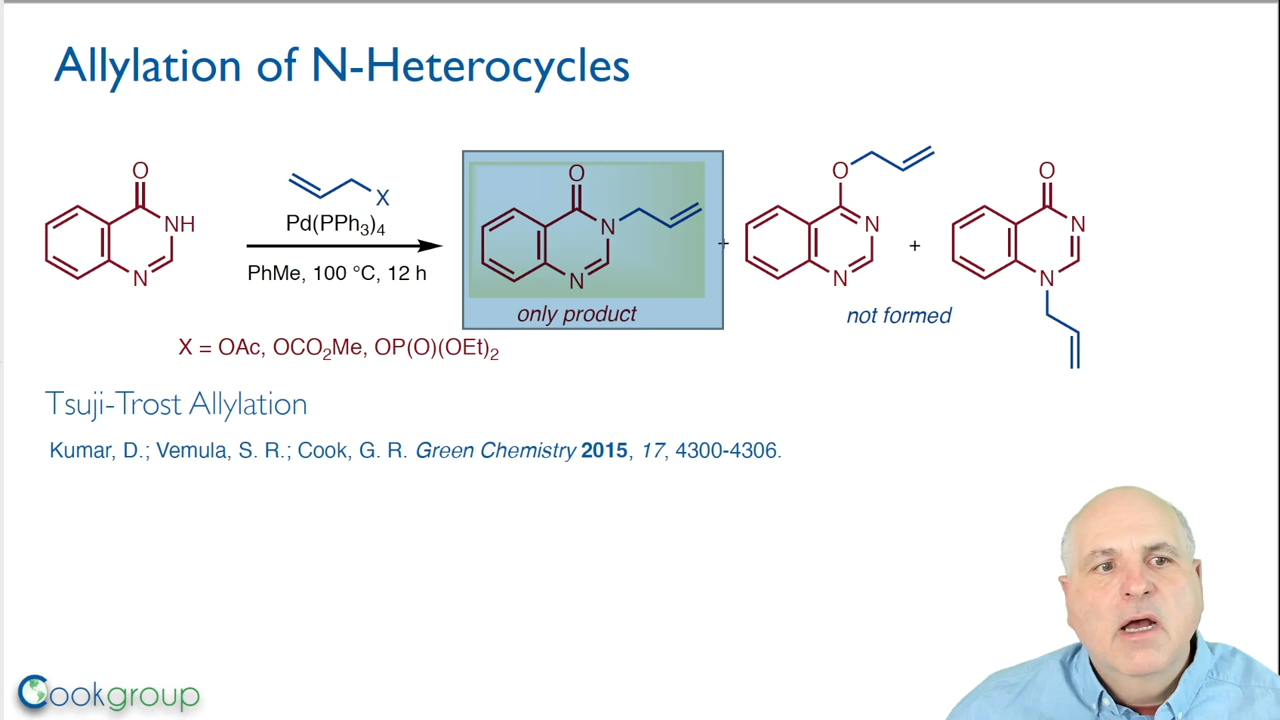 Allylation of N-Heterocycles
O
NH
N
X
Pd(PPh3)4
PhMe, 100 °C, 12 h
O
N
N
only product
+
O
N
N
+
O
N
N
not formed
X = OAc, OCO2Me, OP(O)(OEt)2
Tsuji-Trost Allylation
Kumar, D.; Vemula, S. R.; Cook, G. R. Green Chemistry 2015, 17, 4300-4306.
Cookgroup